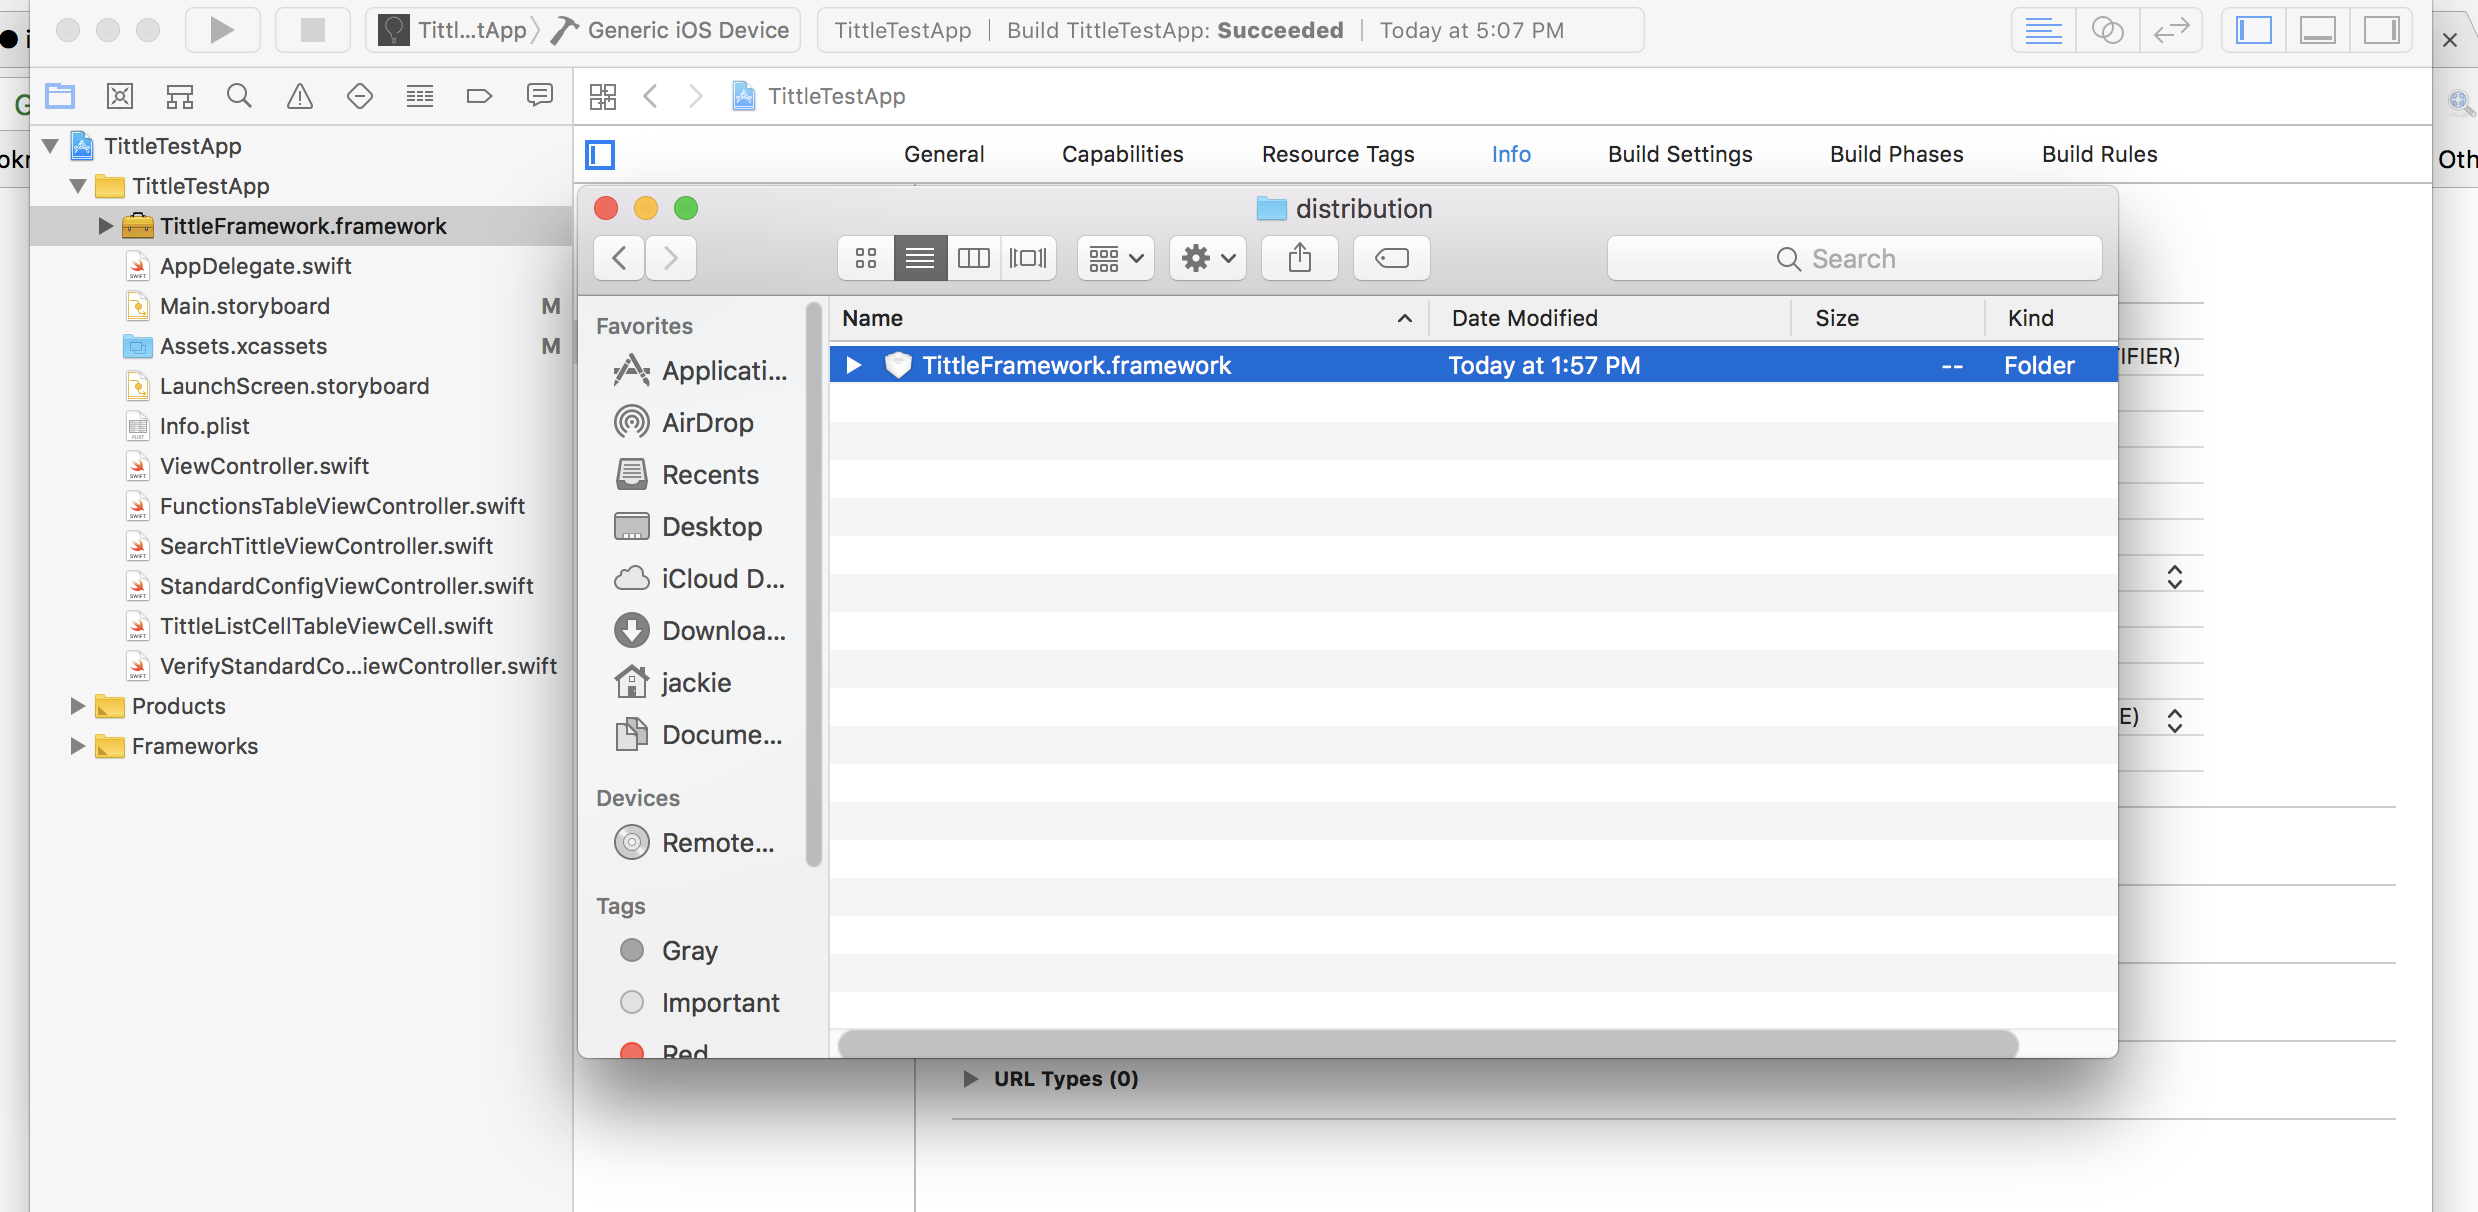 Tittl...tApp
Generic iOS Device
TittleTestApp
Build TittleTestApp: Succeeded
Today at 5:07 PM
TittleTestApp
General
Capabilities
Resource Tags
Info
Build Settings
Build Phases
Build Rules
TittleTestApp
TittleTestApp
TittleFramework.framework
AppDelegate.swift
Main.storyboard M
Assets.xcassets M
LaunchScreen.storyboard
Info.plist
ViewController.swift
FunctionsTableViewController.swift
SearchTittleViewController.swift
StandardConfigViewController.swift
TittleListCellTableViewCell.swift
VerifyStandardCo...iewController.swift
Products
Frameworks
distribution
Search
Favorites
Applicati...
AirDrop
Recents
Desktop
iCloud D...
Downloa...
jackie
Docume...
Devices
Remote...
Tags
Gray
Important
Red
Name
Date Modified
Size
Kind
TittleFramework.framework
Today at 1:57 PM
--
Folder
TIFIER)
E)
URL Types (0)
Oth
okr